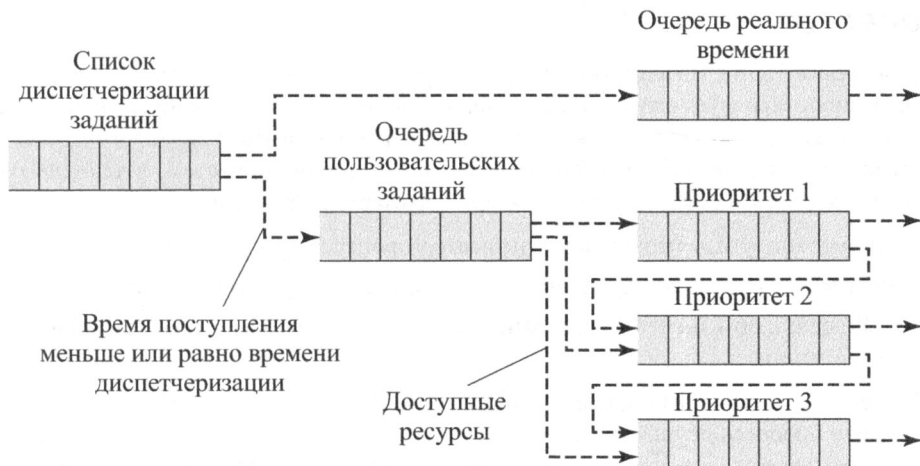 Очередь реального
времени
Список
диспетчеризации
заданий
Очередь
пользовательских
заданий
Приоритет 1
Приоритет 2
Время поступления
меньше или равно времени
диспетчеризации
Доступные
ресурсы
Приоритет 3